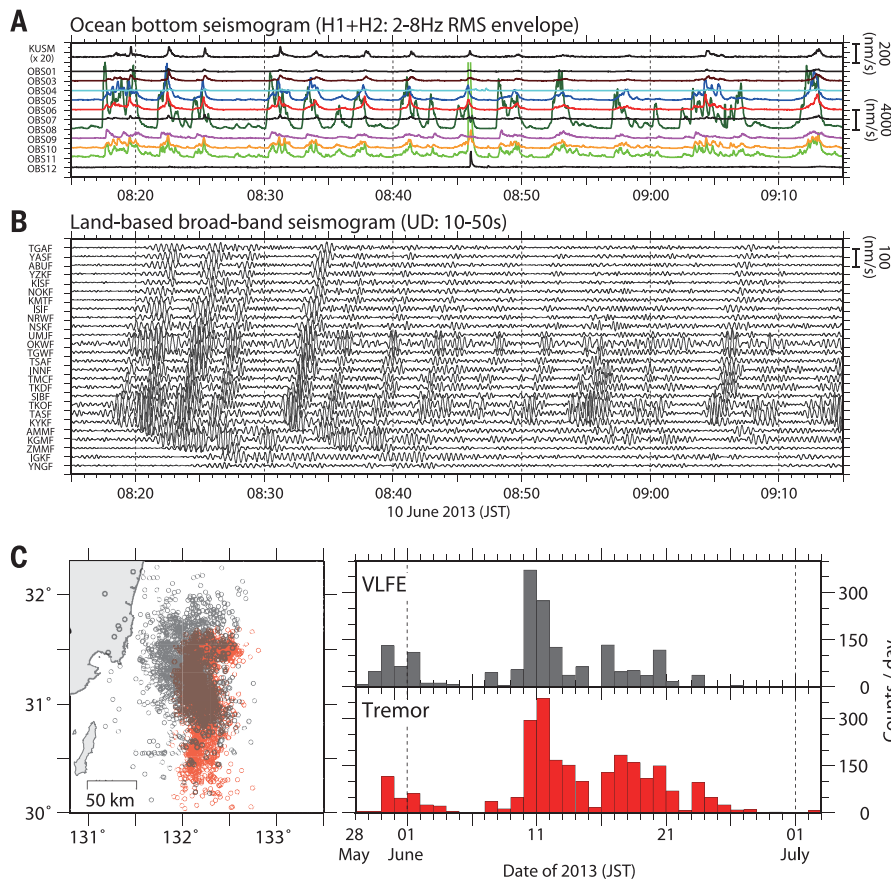 A
Ocean bottom seismogram (H1+H2: 2-8Hz RMS envelope)
KUSM
(x 20)
OBS01
OBS03
OBS04
OBS05
OBS06
OBS07
OBS08
OBS09
OBS10
OBS11
OBS12
200
(nm/s)
4000
(nm/s)
08:20
08:30
08:40
08:50
09:00
09:10
B
Land-based broad-band seismogram (UD: 10-50s)
TGAF
YASF
ABUF
YZKF
KISF
NOKF
KMTF
ISIF
NRWF
NSKF
UMJF
OKWF
TGWF
TSAF
JNNF
TMCF
TKDF
SIBF
TKOF
TASF
KYKF
AMMF
KGMF
ZMMF
IGKF
YNGF
100
(nm/s)
08:20
08:30
08:40
08:50
09:00
09:10
10 June 2013 (JST)
C
32˚
31˚
30˚
50 km
131˚
132˚
133˚
VLFE
300
150
0
Tremor
300
150
0
Counts / day
28
01
11
21
01
May
June
July
Date of 2013 (JST)